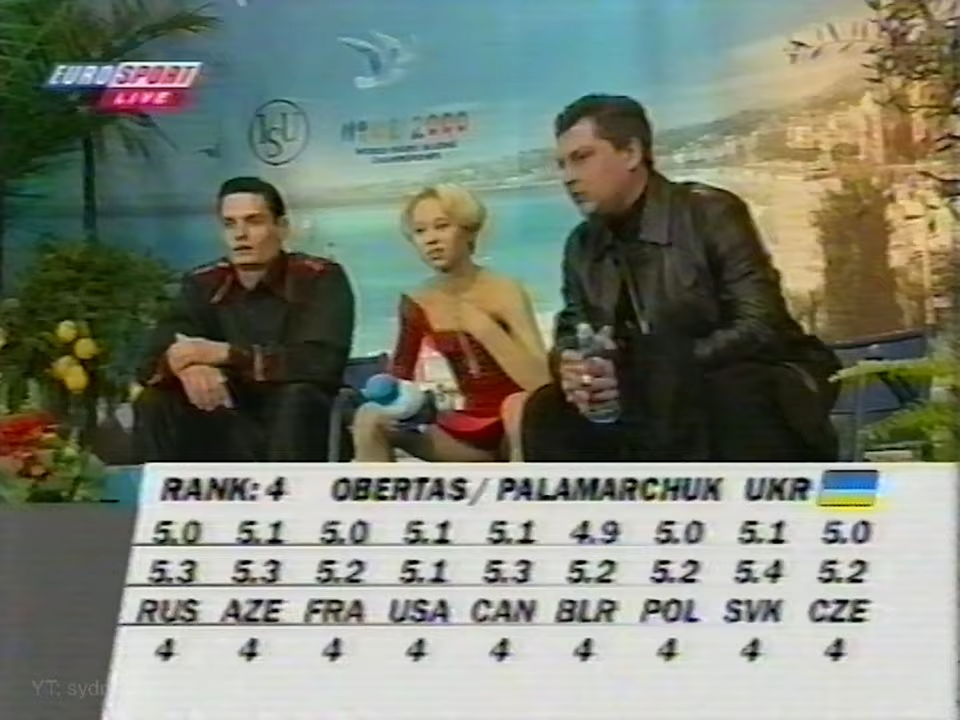 EUROSPORT
LIVE
ISU
2000
CHAMPIONSHIPS
RANK: 4 OBERTAS / PALAMARCHUK UKR
5.0 5.1 5.0 5.1 5.1 4.9 5.0 5.1 5.0
5.3 5.3 5.2 5.1 5.3 5.2 5.2 5.4 5.2
RUS AZE FRA USA CAN BLR POL SVK CZE
4 4 4 4 4 4 4 4 4
YT: